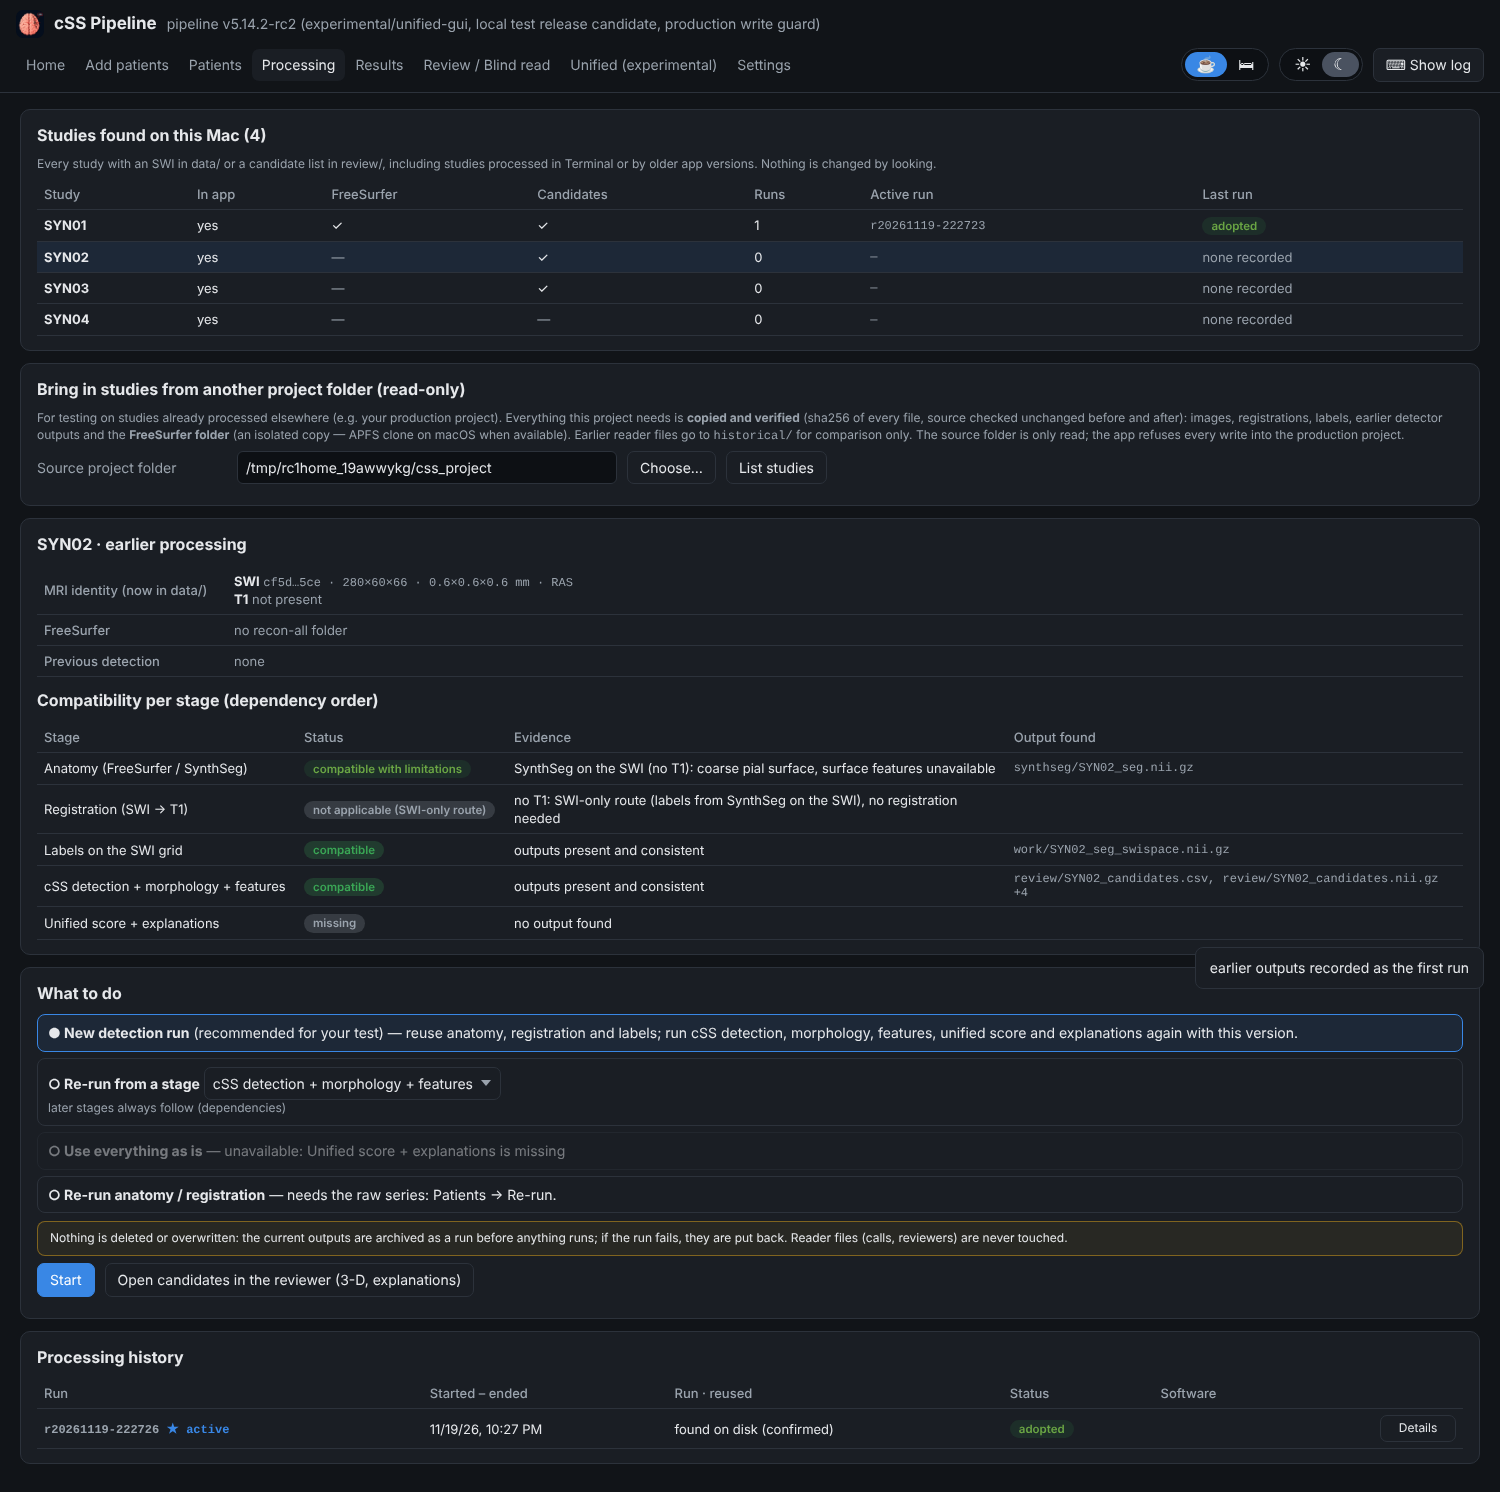 cSS Pipeline pipeline v5.14.2-rc2 (experimental/unified-gui, local test release candidate, production write guard)
Home Add patients Patients Processing Results Review / Blind read Unified (experimental) Settings Show log
Studies found on this Mac (4)
Every study with an SWI in data/ or a candidate list in review/, including studies processed in Terminal or by older app versions. Nothing is changed by looking.
Study In app FreeSurfer Candidates Runs Active run Last run
SYN01 yes ✓ ✓ 1 r20261119-222723 adopted
SYN02 yes — ✓ 0 – none recorded
SYN03 yes — ✓ 0 – none recorded
SYN04 yes — — 0 – none recorded
Bring in studies from another project folder (read-only)
For testing on studies already processed elsewhere (e.g. your production project). Everything this project needs is copied and verified (sha256 of every file, source checked unchanged before and after): images, registrations, labels, earlier detector
outputs and the FreeSurfer folder (an isolated copy — APFS clone on macOS when available). Earlier reader files go to historical/ for comparison only. The source folder is only read; the app refuses every write into the production project.
Source project folder /tmp/rc1home_19awwykg/css_project Choose... List studies
SYN02 · earlier processing
MRI identity (now in data/) SWI cf5d…5ce · 280×60×66 · 0.6×0.6×0.6 mm · RAS
T1 not present
FreeSurfer no recon-all folder
Previous detection none
Compatibility per stage (dependency order)
Stage Status Evidence Output found
Anatomy (FreeSurfer / SynthSeg) compatible with limitations SynthSeg on the SWI (no T1): coarse pial surface, surface features unavailable synthseg/SYN02_seg.nii.gz
Registration (SWI → T1) not applicable (SWI-only route) no T1: SWI-only route (labels from SynthSeg on the SWI), no registration
needed
Labels on the SWI grid compatible outputs present and consistent work/SYN02_seg_swispace.nii.gz
cSS detection + morphology + features compatible outputs present and consistent review/SYN02_candidates.csv, review/SYN02_candidates.nii.gz
+4
Unified score + explanations missing no output found
earlier outputs recorded as the first run
What to do
● New detection run (recommended for your test) — reuse anatomy, registration and labels; run cSS detection, morphology, features, unified score and explanations again with this version.
○ Re-run from a stage cSS detection + morphology + features
later stages always follow (dependencies)
○ Use everything as is — unavailable: Unified score + explanations is missing
○ Re-run anatomy / registration — needs the raw series: Patients → Re-run.
Nothing is deleted or overwritten: the current outputs are archived as a run before anything runs; if the run fails, they are put back. Reader files (calls, reviewers) are never touched.
Start Open candidates in the reviewer (3-D, explanations)
Processing history
Run Started – ended Run · reused Status Software
r20261119-222726 ★ active 11/19/26, 10:27 PM found on disk (confirmed) adopted Details